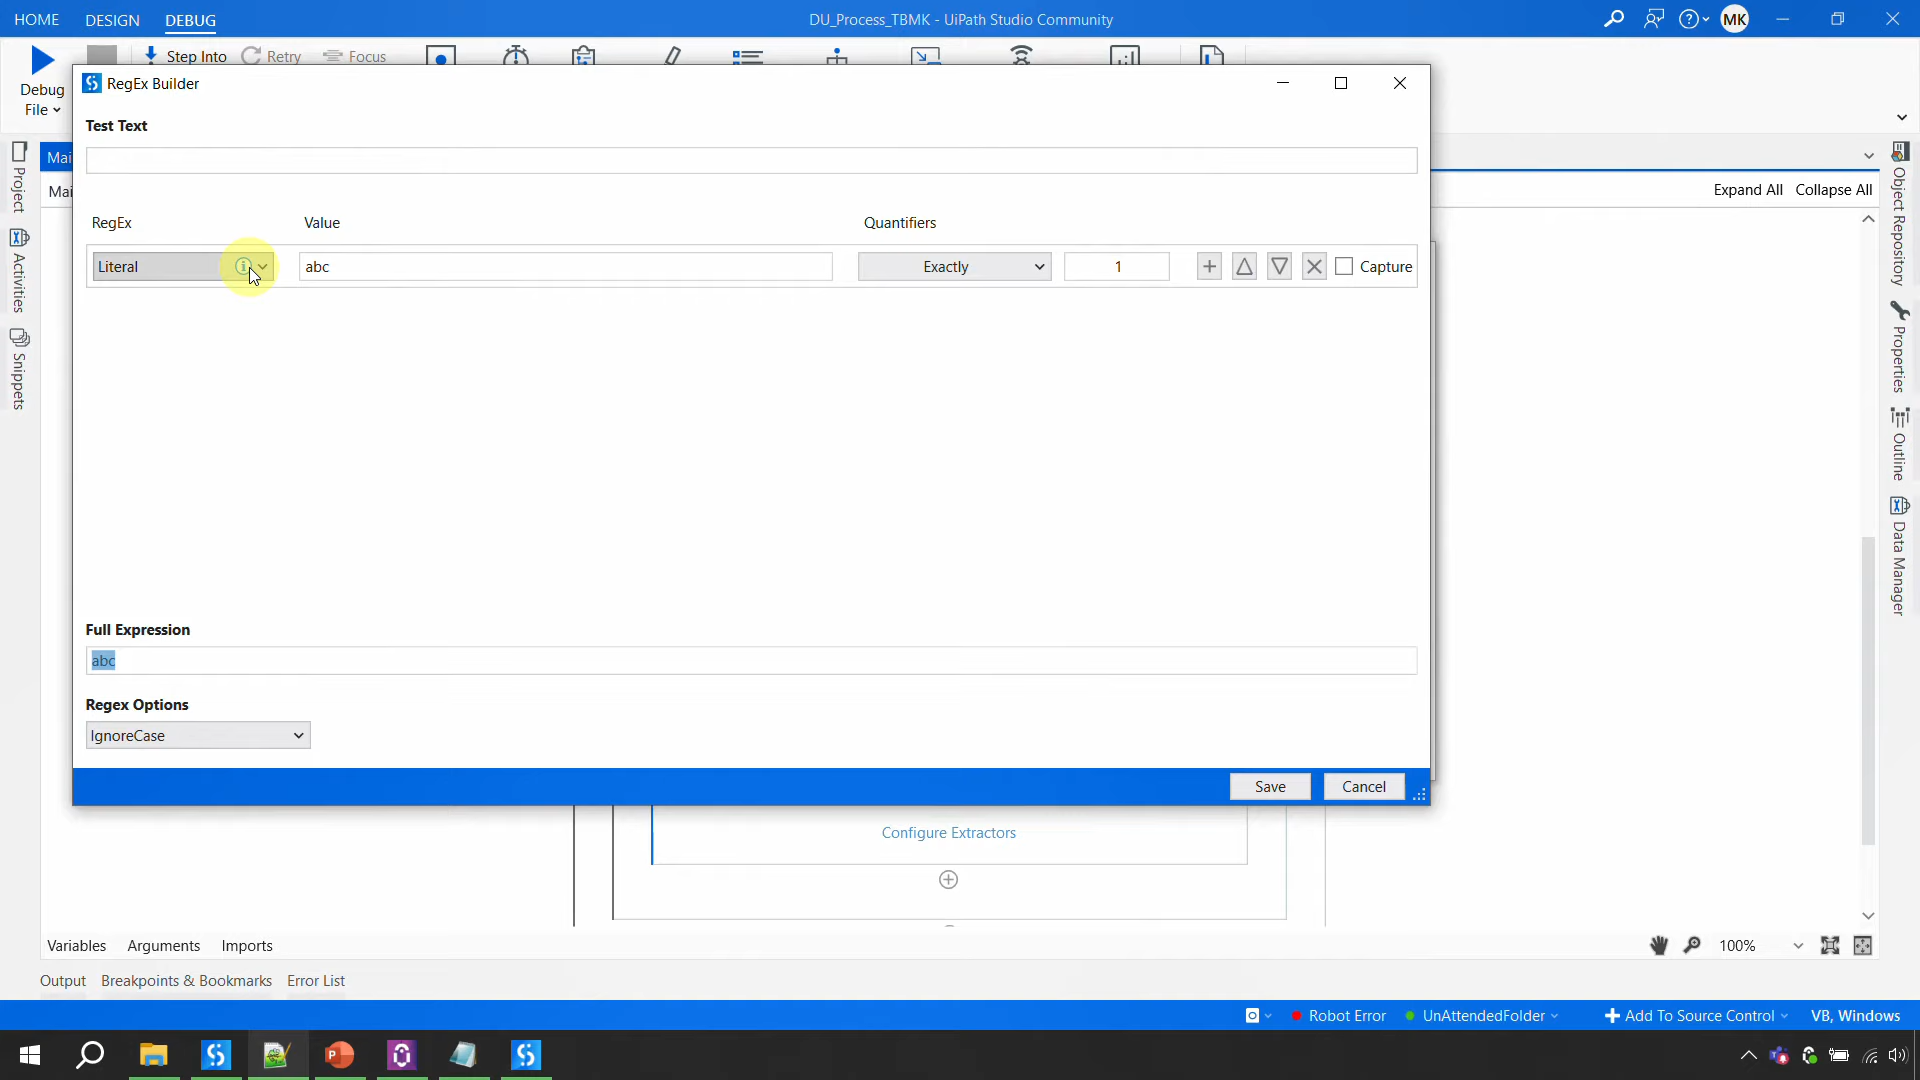 HOME DESIGN DEBUG DU_Process_TBMK - UiPath Studio Community MK
Step Into Retry Focus
Debug
File
RegEx Builder
Test Text
Mai
Mai
Expand All Collapse All
RegEx Value Quantifiers
Literal abc Exactly 1 Capture
Full Expression
abc
Regex Options
IgnoreCase
Save Cancel
Configure Extractors
Project
Activities
Snippets
Object Repository
Properties
Outline
Data Manager
Variables Arguments Imports 100%
Output Breakpoints & Bookmarks Error List
Robot Error UnAttendedFolder Add To Source Control VB, Windows